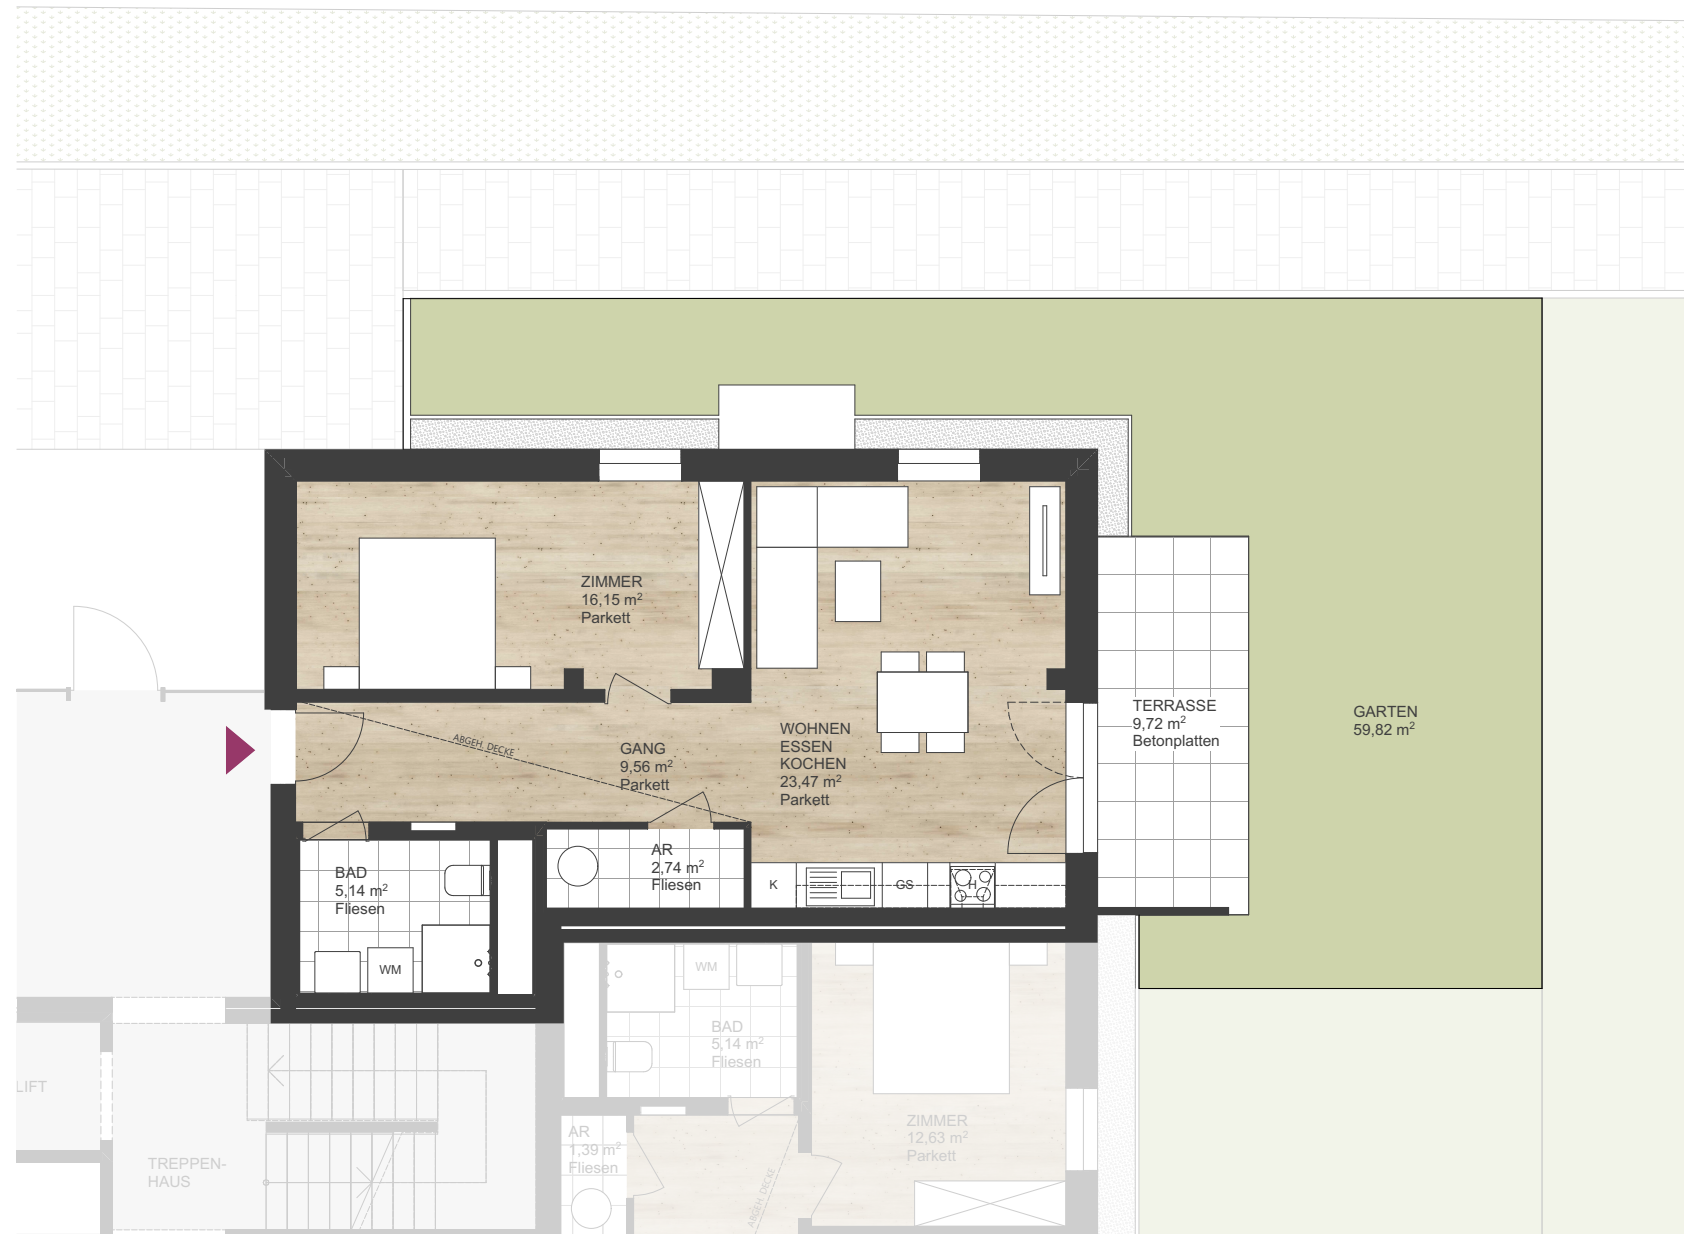 ZIMMER
16,15 m²
Parkett
TERRASSE
9,72 m²
Betonplatten
GARTEN
59,82 m²
ABGEH. DECKE
GANG
9,56 m²
Parkett
WOHNEN
ESSEN
KOCHEN
23,47 m²
Parkett
AR
2,74 m²
Fliesen
BAD
5,14 m²
Fliesen
K
GS
H
WM
WM
BAD
5,14 m²
Fliesen
LIFT
ZIMMER
12,63 m²
Parkett
AR
1,39 m²
Fliesen
TREPPEN-
HAUS
ABGEH. DECKE